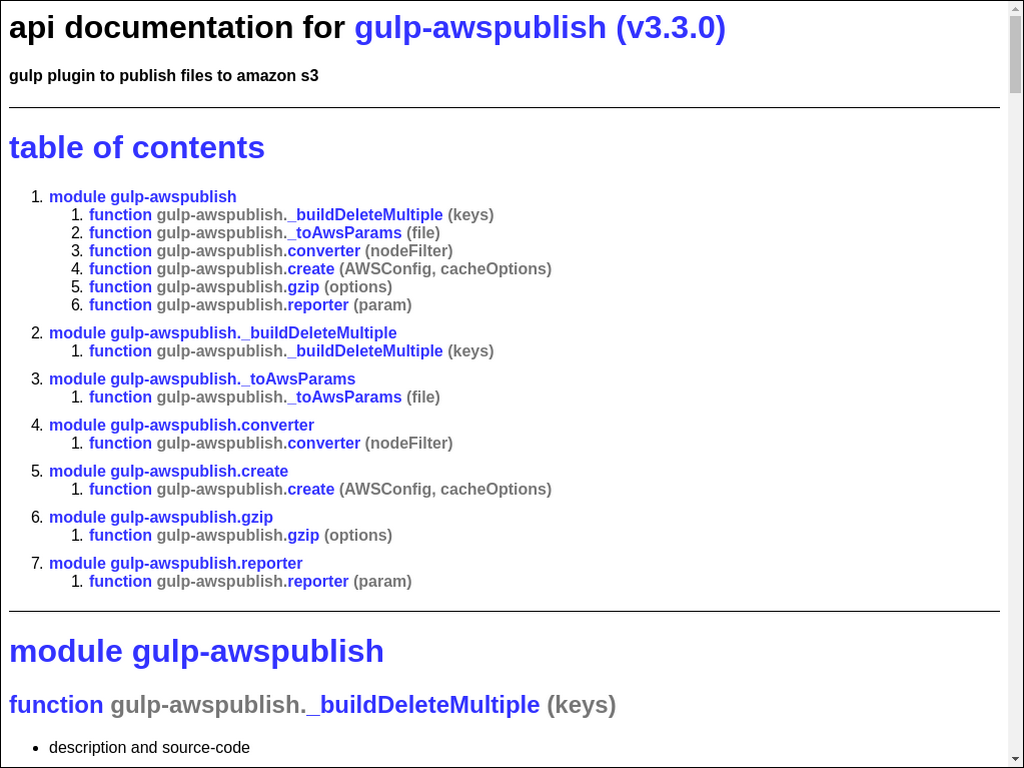 api documentation for gulp-awspublish (v3.3.0)
gulp plugin to publish files to amazon s3
table of contents
1. module gulp-awspublish
1. function gulp-awspublish._buildDeleteMultiple (keys)
2. function gulp-awspublish._toAwsParams (file)
3. function gulp-awspublish.converter (nodeFilter)
4. function gulp-awspublish.create (AWSConfig, cacheOptions)
5. function gulp-awspublish.gzip (options)
6. function gulp-awspublish.reporter (param)
2. module gulp-awspublish._buildDeleteMultiple
1. function gulp-awspublish._buildDeleteMultiple (keys)
3. module gulp-awspublish._toAwsParams
1. function gulp-awspublish._toAwsParams (file)
4. module gulp-awspublish.converter
1. function gulp-awspublish.converter (nodeFilter)
5. module gulp-awspublish.create
1. function gulp-awspublish.create (AWSConfig, cacheOptions)
6. module gulp-awspublish.gzip
1. function gulp-awspublish.gzip (options)
7. module gulp-awspublish.reporter
1. function gulp-awspublish.reporter (param)
module gulp-awspublish
function gulp-awspublish._buildDeleteMultiple (keys)
• description and source-code